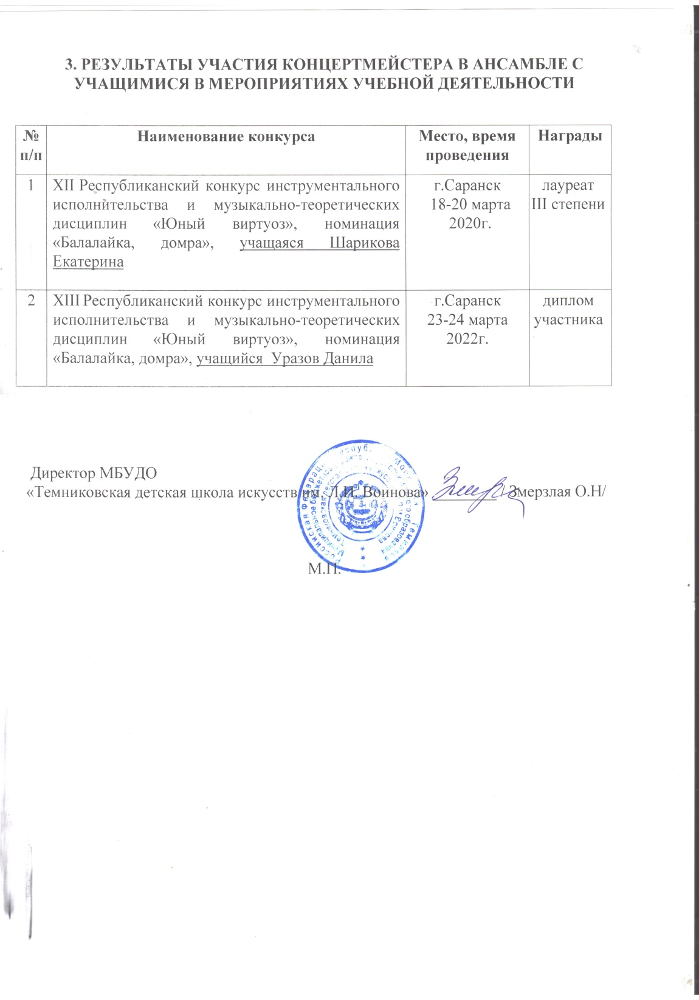 3. РЕЗУЛЬТАТЫ УЧАСТИЯ КОНЦЕРТМЕЙСТЕРА В АНСАМБЛЕ С
УЧАЩИМИСЯ В МЕРОПРИЯТИЯХ УЧЕБНОЙ ДЕЯТЕЛЬНОСТИ
№ п/п
Наименование конкурса
Место, время
проведения
Награды
1
XII Республиканский конкурс инструментального
исполнительства и музыкально-теоретических
дисциплин «Юный виртуоз», номинация
«Балалайка, домра», учащаяся Шарикова
Екатерина
г.Саранск
18-20 марта
2020г.
лауреат
III степени
2
XIII Республиканский конкурс инструментального
исполнительства и музыкально-теоретических
дисциплин «Юный виртуоз», номинация
«Балалайка, домра», учащийся Уразов Данила
г.Саранск
23-24 марта
2022г.
диплом
участника
Директор МБУДО
«Темниковская детская школа искусств им. Л.И. Воинова» /Змерзлая О.Н/
М.П.
Российская Федерац